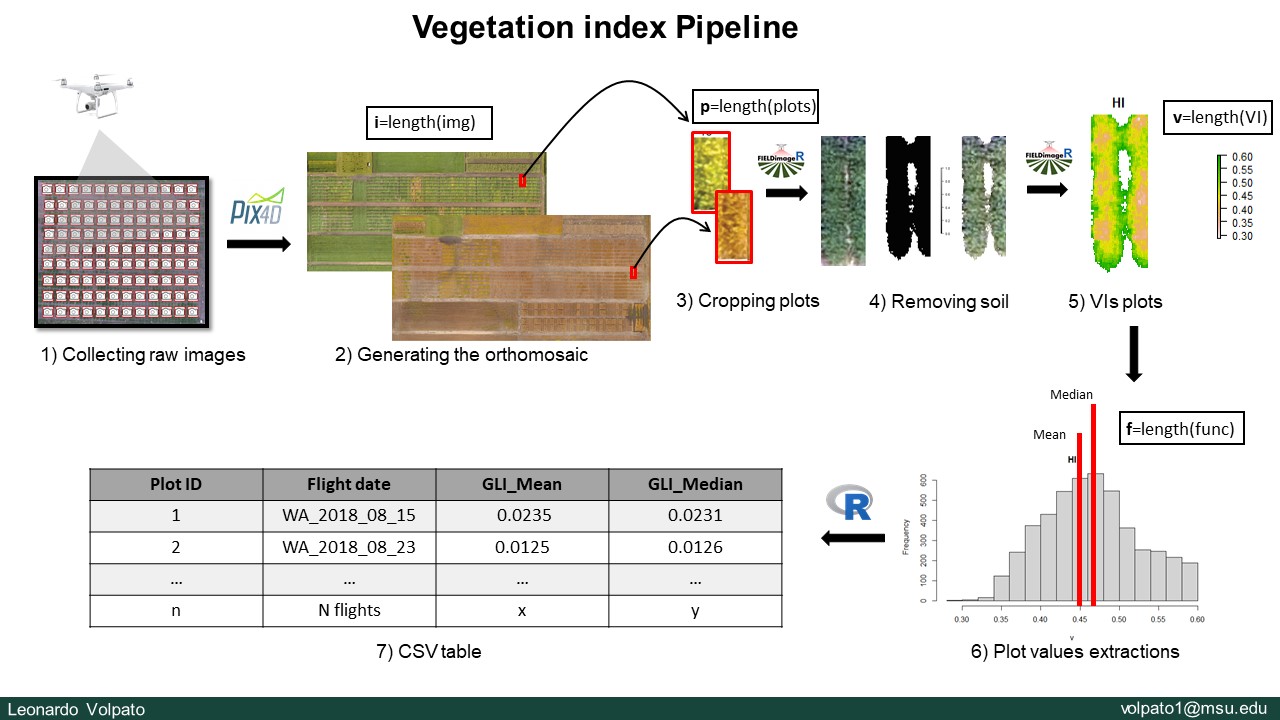 Vegetation index Pipeline
i=length(img)
p=length(plots)
HI
v=length(VI)
PIX4D
FIELDimageR
FIELDimageR
0.60
0.55
0.50
0.45
0.40
0.35
0.30
1) Collecting raw images
2) Generating the orthomosaic
3) Cropping plots
4) Removing soil
5) VIs plots
Median
Mean
f=length(func)
HI
Frequency
600
500
400
300
200
100
0
0.30 0.35 0.40 0.45 0.50 0.55 0.60
v
6) Plot values extractions
R
Plot ID Flight date GLI_Mean GLI_Median
1 WA_2018_08_15 0.0235 0.0231
2 WA_2018_08_23 0.0125 0.0126
... ... ... ...
n N flights x y
7) CSV table
Leonardo Volpato
volpato1@msu.edu